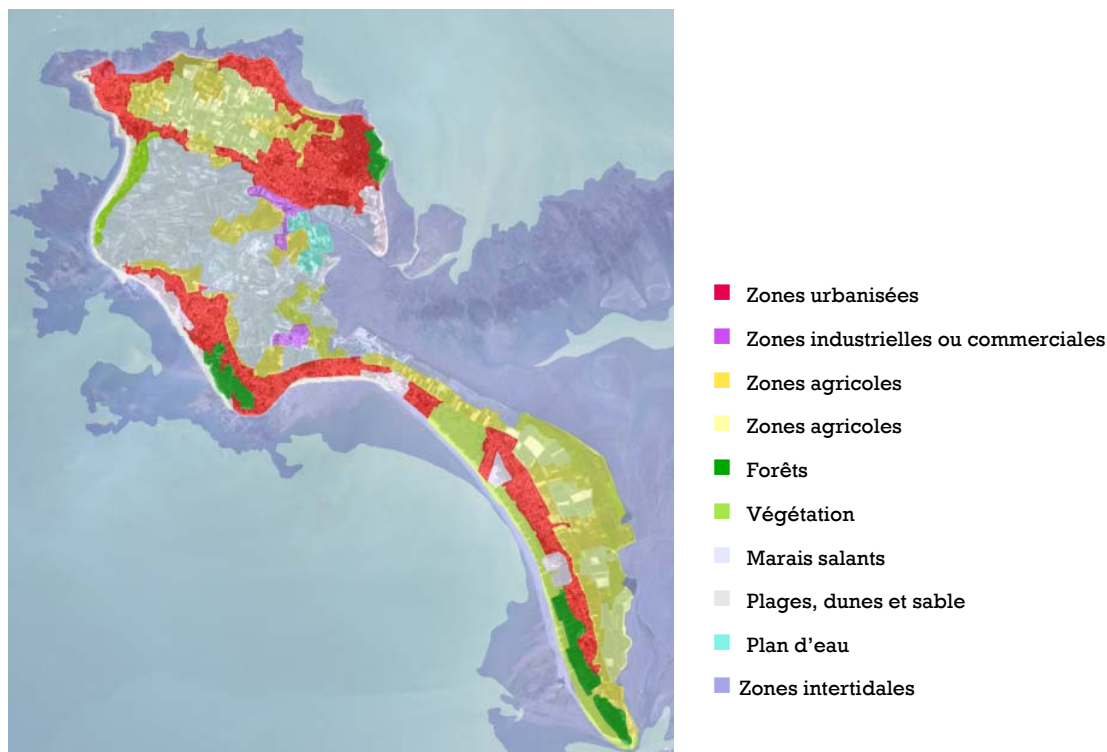 Zones urbanisées
Zones industrielles ou commerciales
Zones agricoles
Zones agricoles
Forêts
Végétation
Marais salants
Plages, dunes et sable
Plan d’eau
Zones intertidales